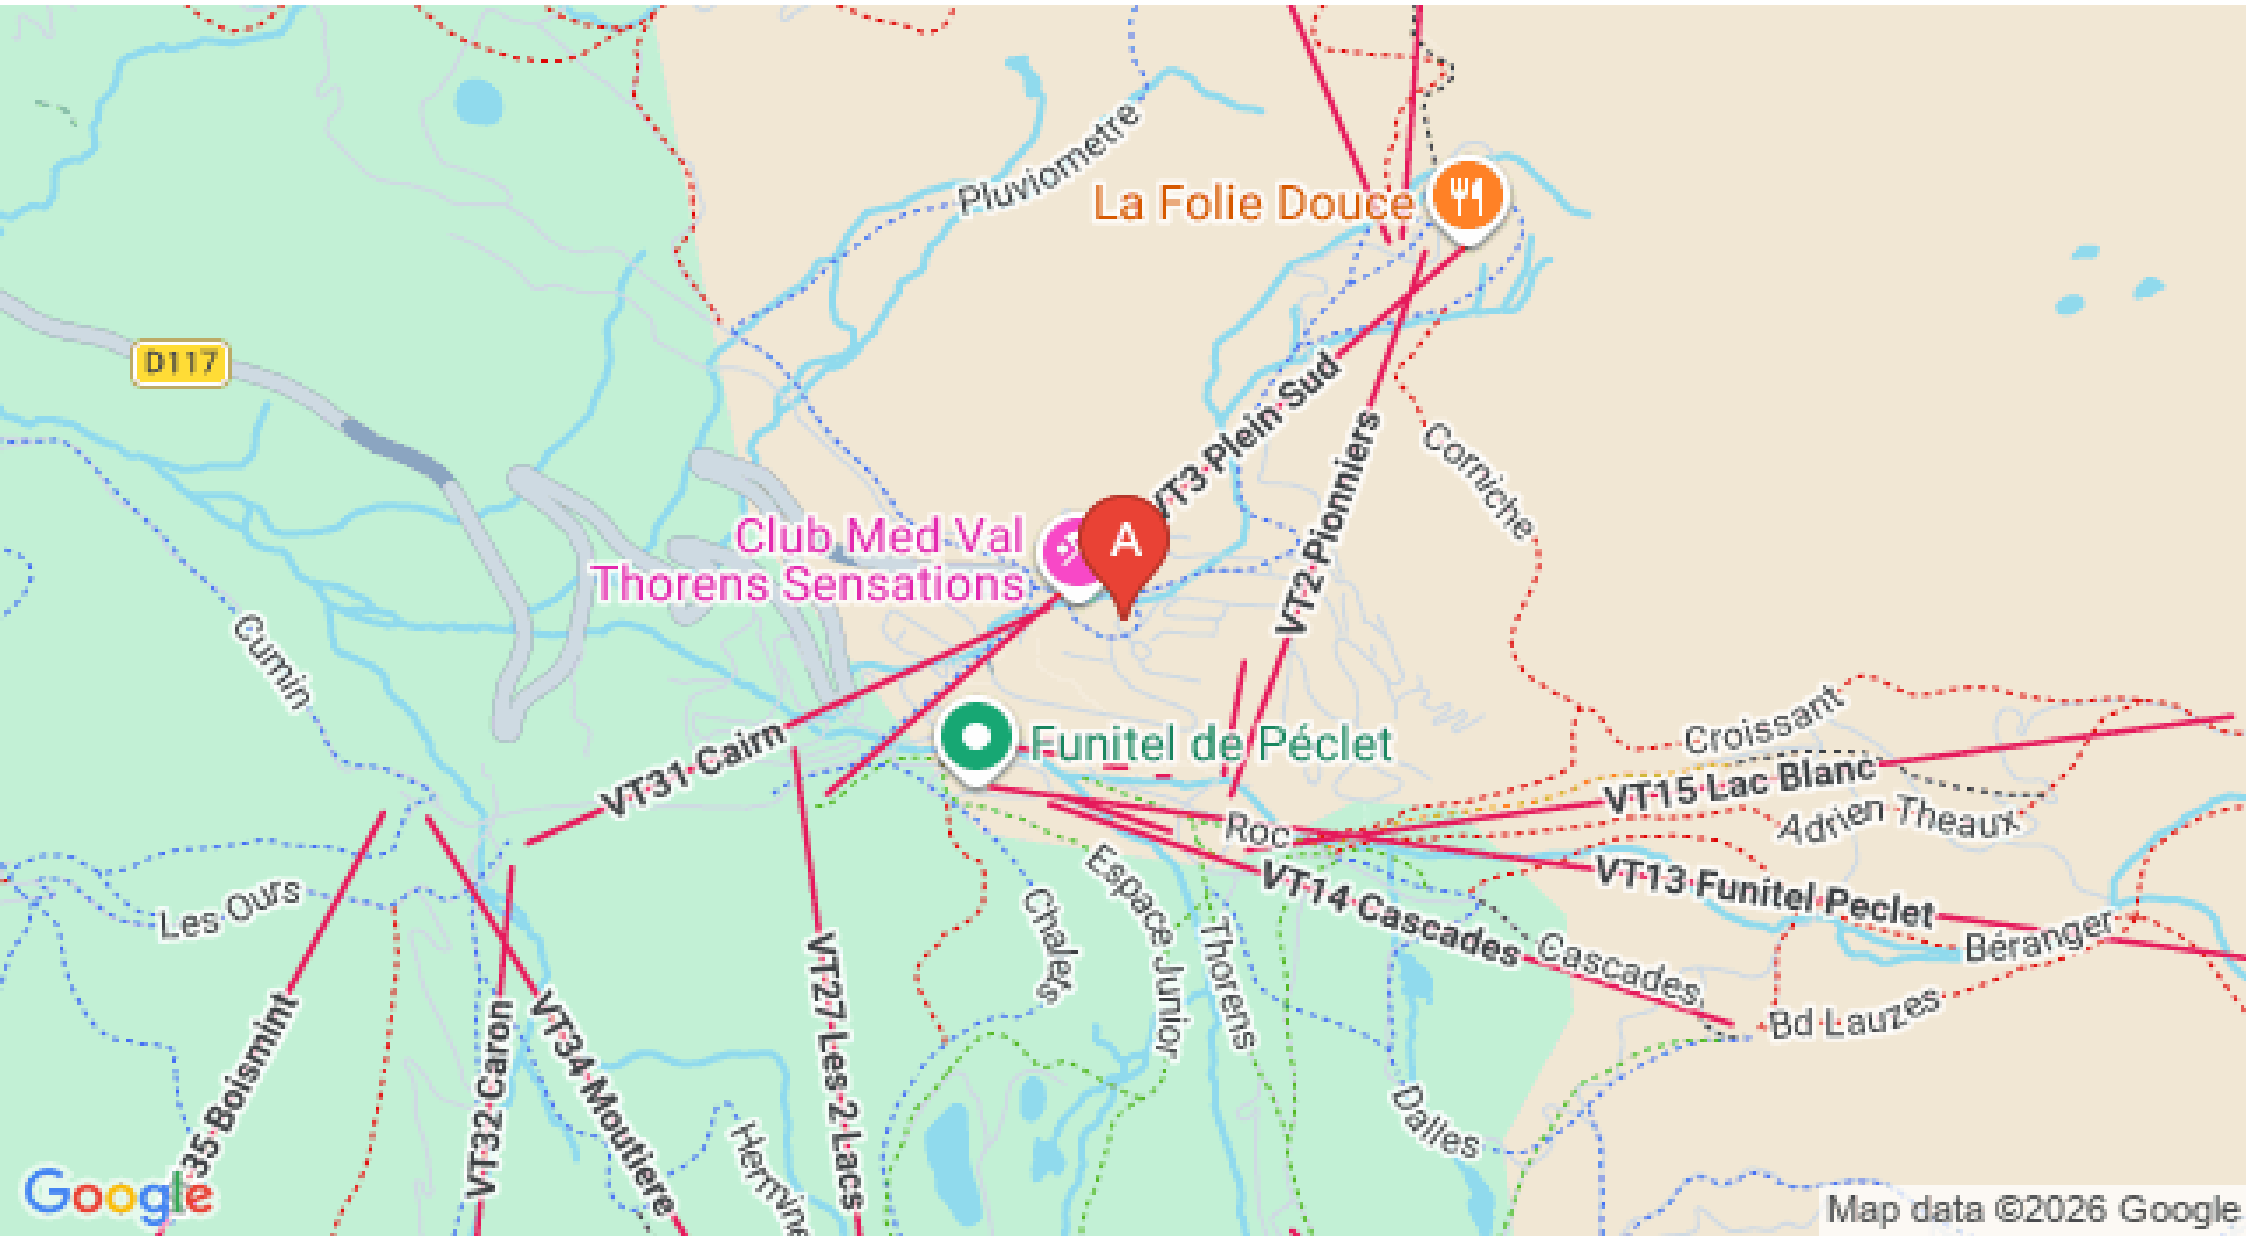 Pluviometre
La Folie Douce
D117
VT3 Plein Sud
Corniche
VT2 Pionniers
Club Med Val
Thorens Sensations
A
Cumin
Croissant
Funitel de Péclet
VT31 Cairn
VT15 Lac Blanc
Roc
Adrien Theaux
VT13 Funitel Peclet
VT14 Cascades
Espace Junior
Les Ours
Chalets
Thorens
Cascades
Béranger
Bd Lauzes
35 Boismint
VT32 Caron
VT34 Moutiere
VT27 Les 2 Lacs
Dalles
Hermine
Google
Map data ©2026 Google